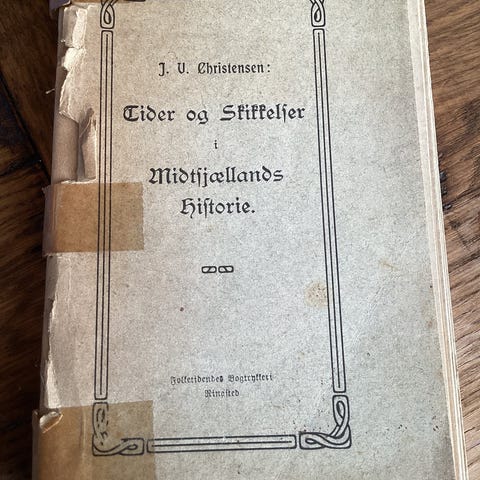 J. V. Christensen:
Tider og Skikkelser
i
Midtsjællands
Historie.
Folketidendes Bogtrykkeri
Ringsted